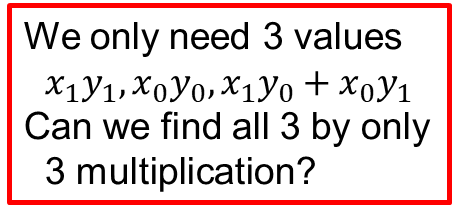 We only need 3 values
x₁y₁, x₀y₀, x₁y₀ + x₀y₁
Can we find all 3 by only
3 multiplication?